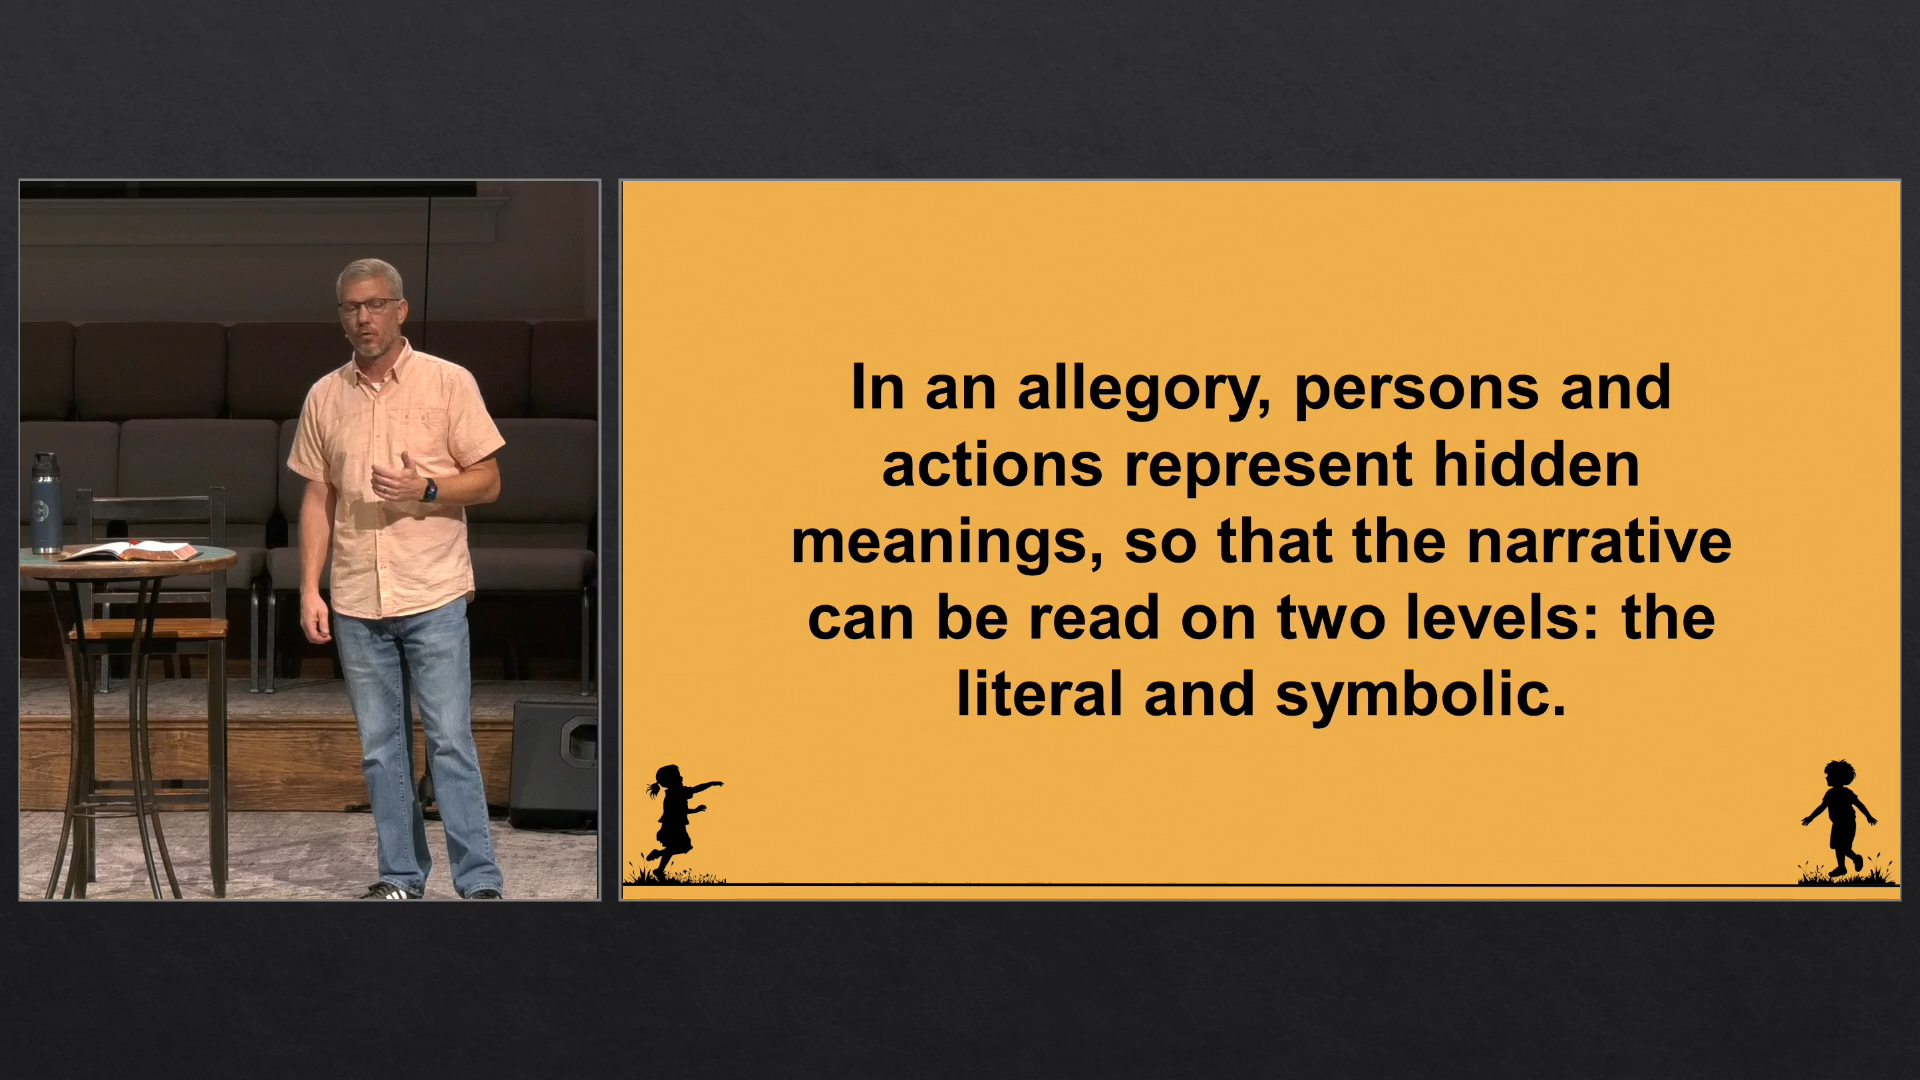 In an allegory, persons and
actions represent hidden
meanings, so that the narrative
can be read on two levels: the
literal and symbolic.